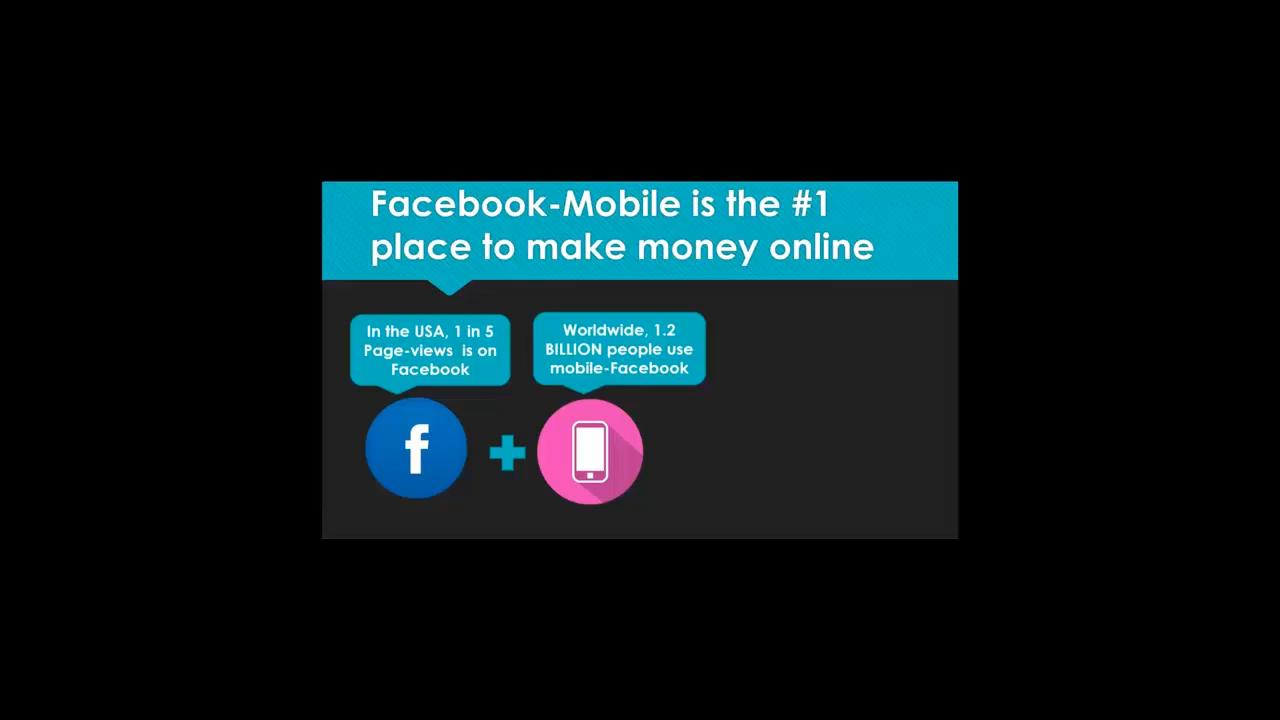 Facebook-Mobile is the #1
place to make money online
In the USA, 1 in 5
Page-views is on
Facebook
Worldwide, 1.2
BILLION people use
mobile-Facebook
f